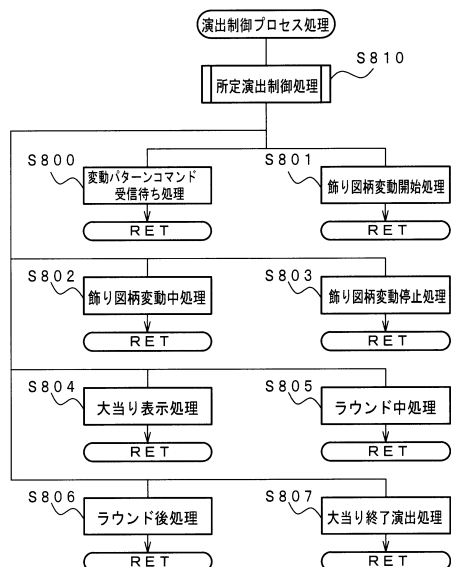 演出制御プロセス処理
S810
所定演出制御処理
S800
変動パターンコマンド
受信待ち処理
RET
S801
飾り図柄変動開始処理
RET
S802
飾り図柄変動中処理
RET
S803
飾り図柄変動停止処理
RET
S804
大当り表示処理
RET
S805
ラウンド中処理
RET
S806
ラウンド後処理
RET
S807
大当り終了演出処理
RET